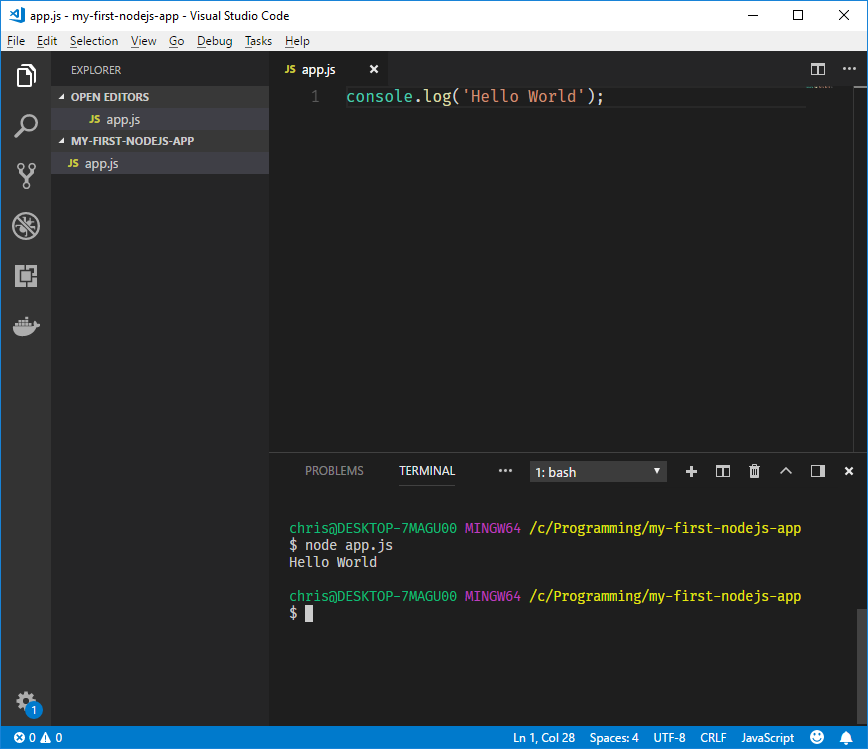 app.js - my-first-nodejs-app - Visual Studio Code
File Edit Selection View Go Debug Tasks Help
EXPLORER
OPEN EDITORS
JS app.js
MY-FIRST-NODEJS-APP
JS app.js
JS app.js
1 console.log('Hello World');
PROBLEMS TERMINAL 1: bash
chris@DESKTOP-7MAGU00 MINGW64 /c/Programming/my-first-nodejs-app
$ node app.js
Hello World
chris@DESKTOP-7MAGU00 MINGW64 /c/Programming/my-first-nodejs-app
$
1
0 0 Ln 1, Col 28 Spaces: 4 UTF-8 CRLF JavaScript